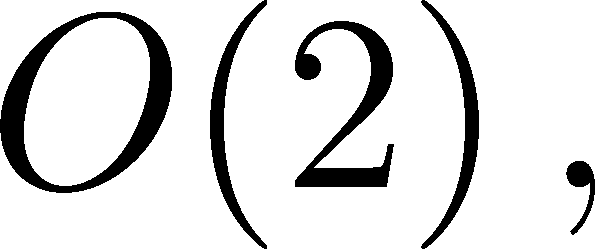 O(2) ,